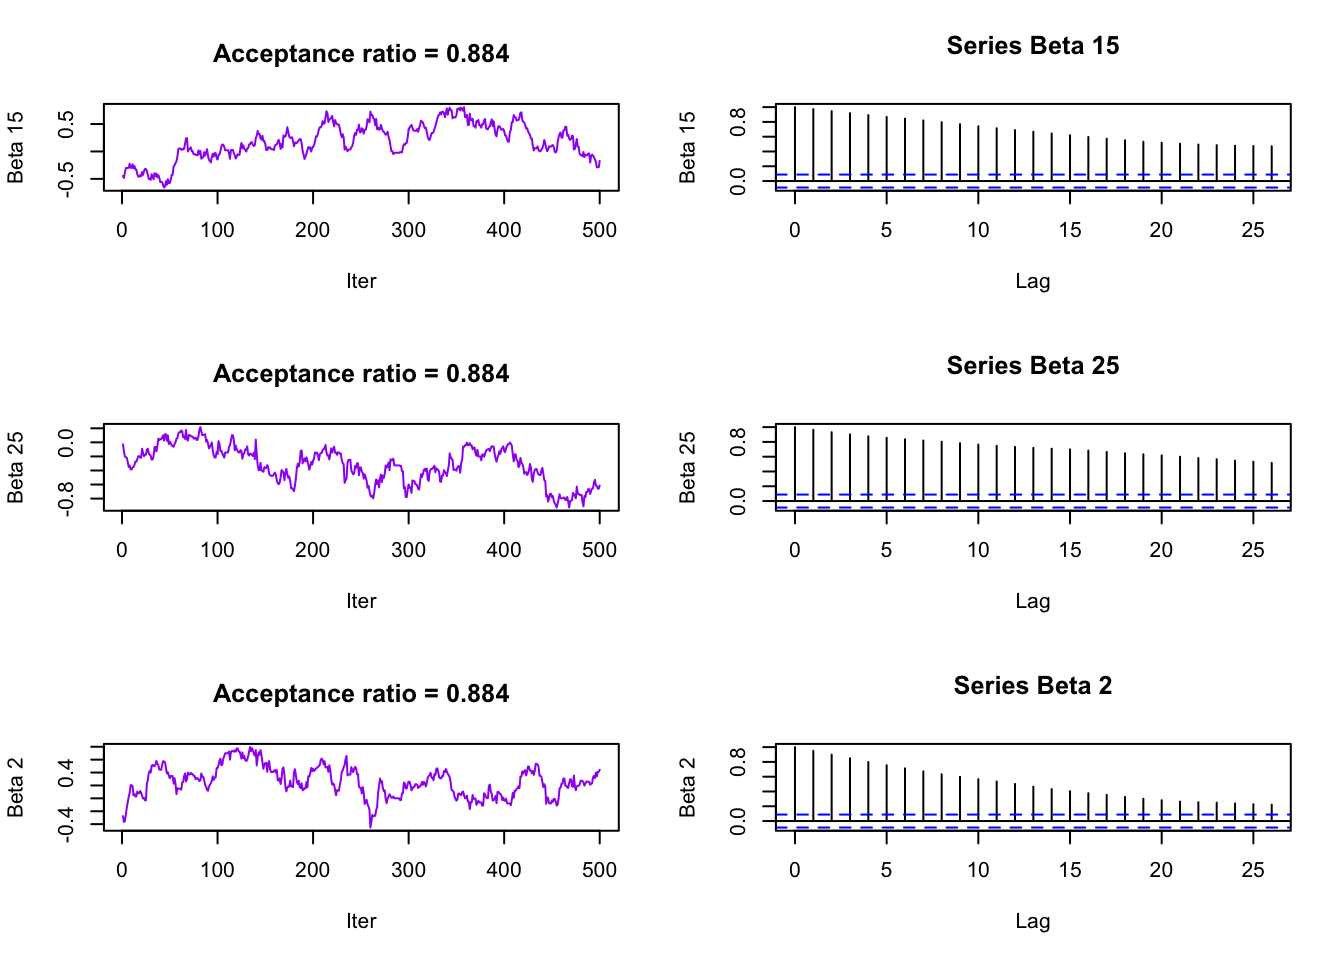 Acceptance ratio = 0.884
Series Beta 15
Beta 15
0.5
-0.5
0 100 200 300 400 500
Iter
Beta 15
0.8
0.0
0 5 10 15 20 25
Lag
Acceptance ratio = 0.884
Series Beta 25
Beta 25
0.0
-0.8
0 100 200 300 400 500
Iter
Beta 25
0.8
0.0
0 5 10 15 20 25
Lag
Acceptance ratio = 0.884
Series Beta 2
Beta 2
0.4
-0.4
0 100 200 300 400 500
Iter
Beta 2
0.8
0.0
0 5 10 15 20 25
Lag